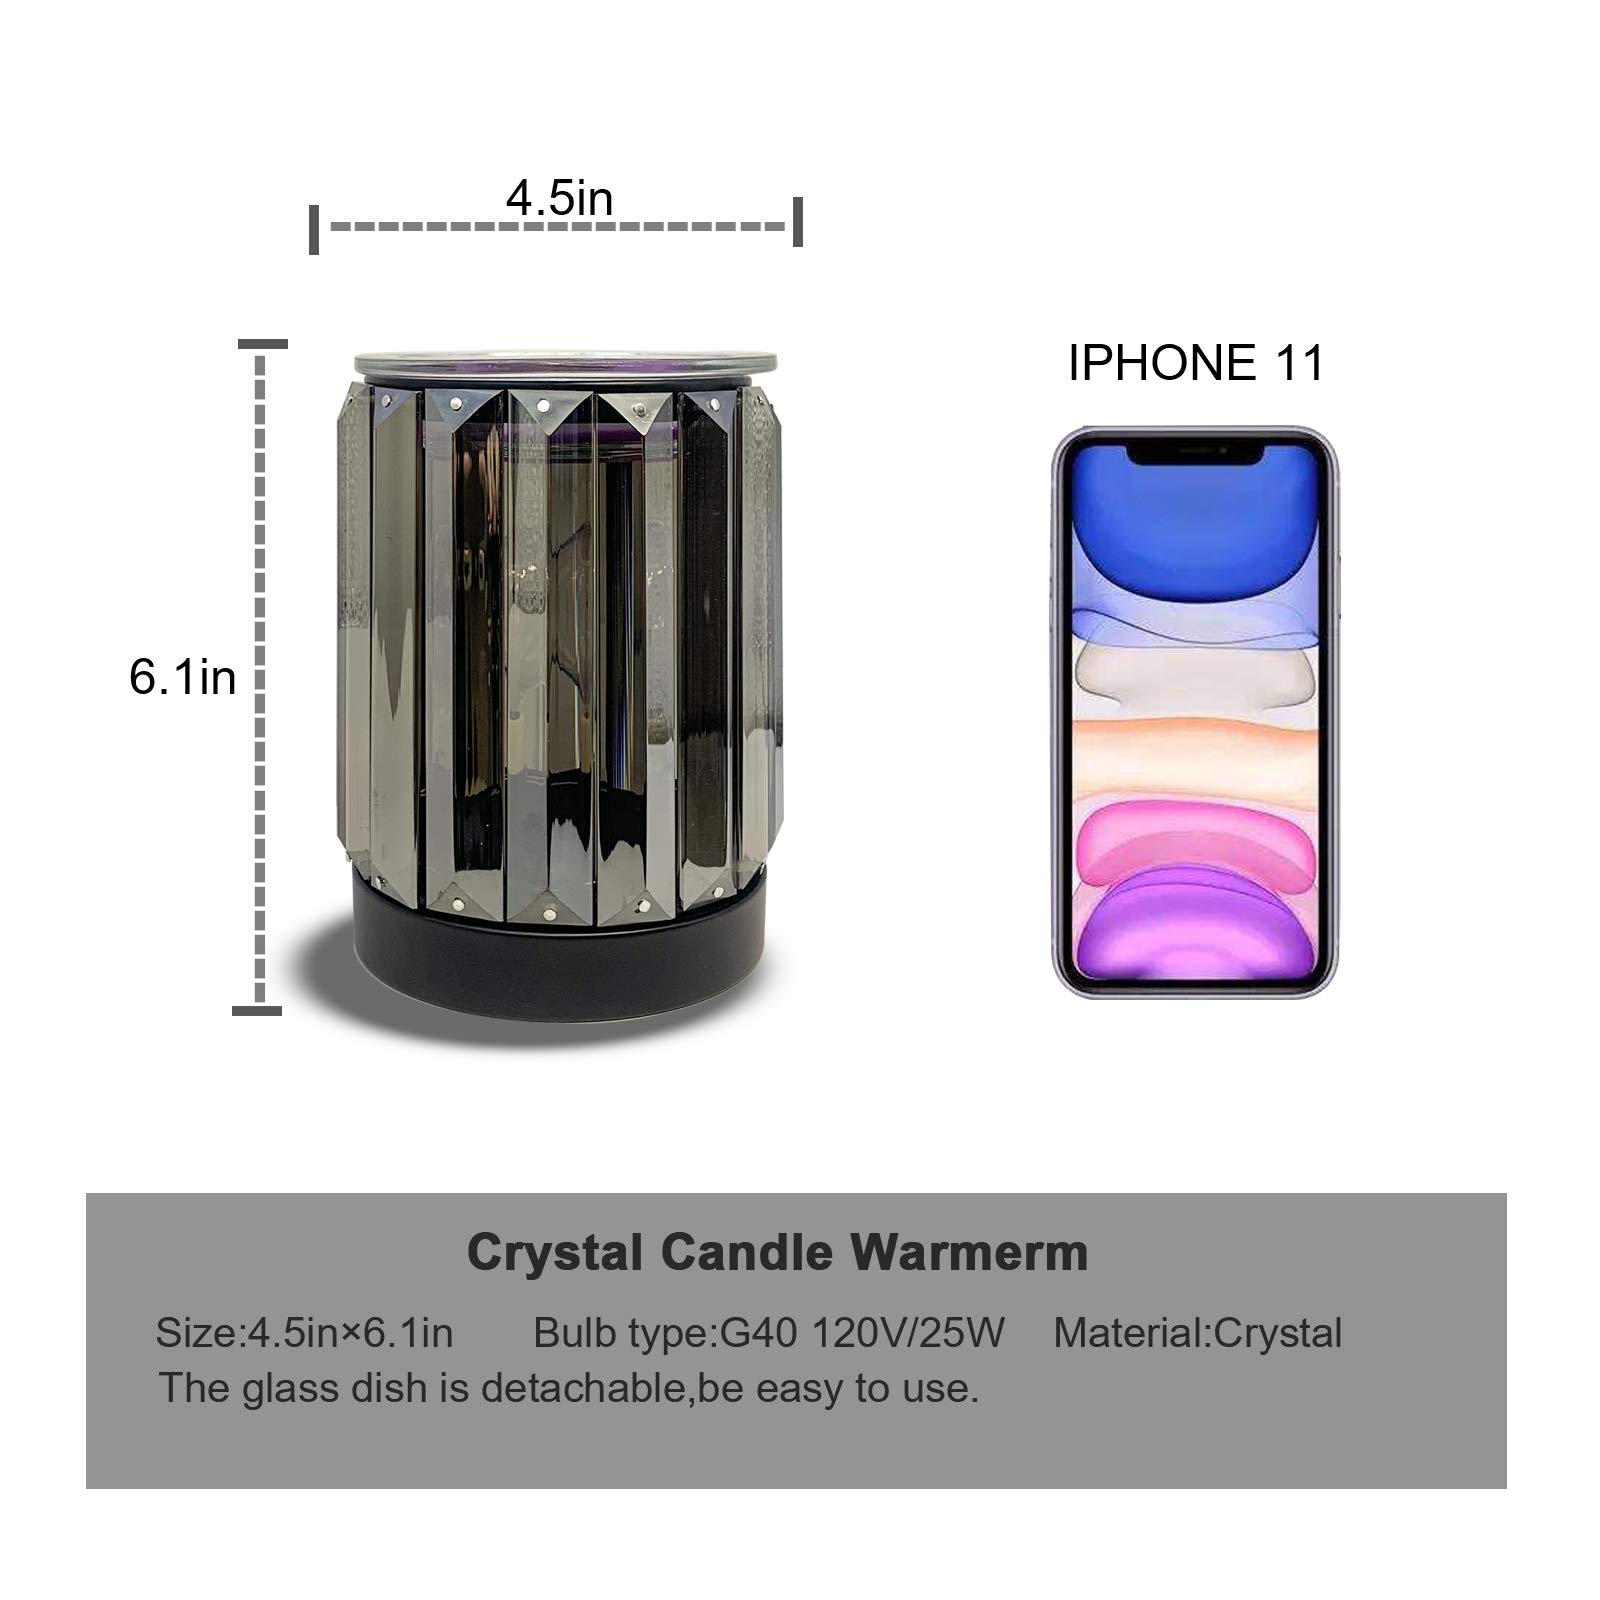 4.5in
IPHONE 11
6.1in
Crystal Candle Warmerm
Size:4.5in×6.1in Bulb type:G40 120V/25W Material:Crystal
The glass dish is detachable,be easy to use.